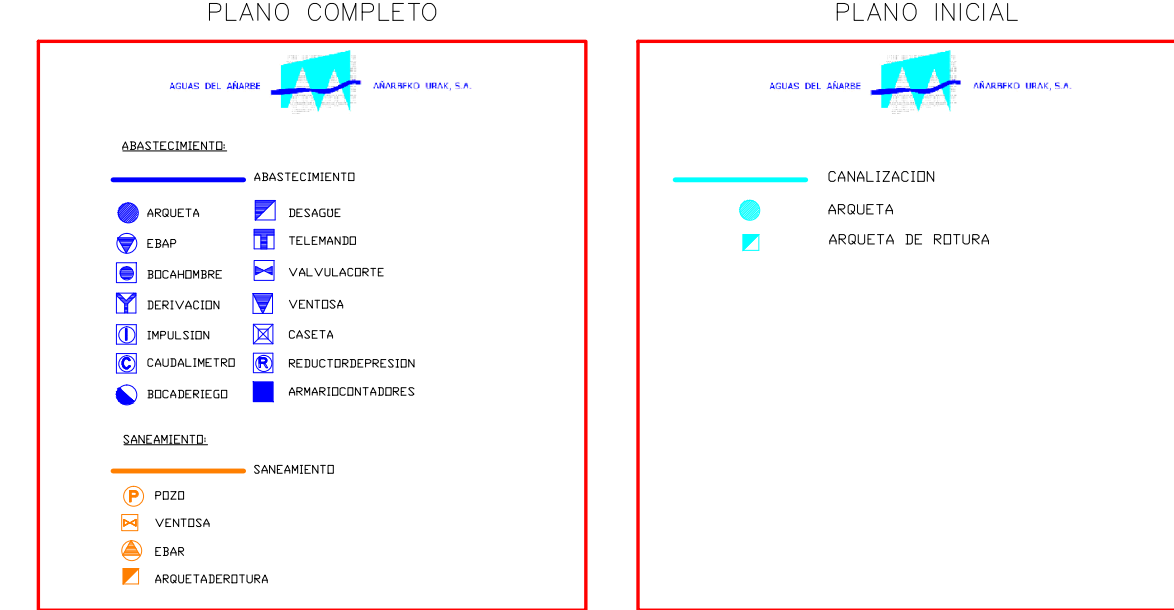 PLANO COMPLETO
AGUAS DEL AÑARBE
AÑARBEKO URAK, S.A.
ABASTECIMIENTO:
ABASTECIMIENTO
ARQUETA
DESAGUE
EBAP
TELEMANDO
BOCAHOMBRE
VALVULACORTE
DERIVACION
VENTOSA
IMPULSION
CASETA
C CAUDALIMETRO
R REDUCTORDEPRESION
BOCADERIEGO
ARMARIOCONTADORES
SANEAMIENTO:
SANEAMIENTO
P POZO
VENTOSA
EBAR
ARQUETADEROTURA
PLANO INICIAL
AGUAS DEL AÑARBE
AÑARBEKO URAK, S.A.
CANALIZACION
ARQUETA
ARQUETA DE ROTURA